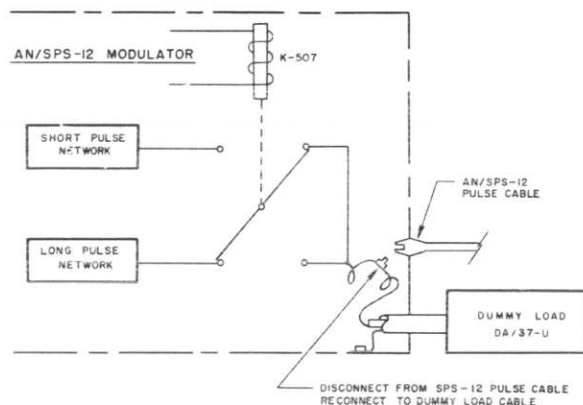 AN/SPS-12 MODULATOR
K-507
SHORT PULSE
NETWORK
AN/SPS-12
PULSE CABLE
LONG PULSE
NETWORK
DUMMY LOAD
DA/37-U
DISCONNECT FROM SPS-12 PULSE CABLE
RECONNECT TO DUMMY LOAD CABLE